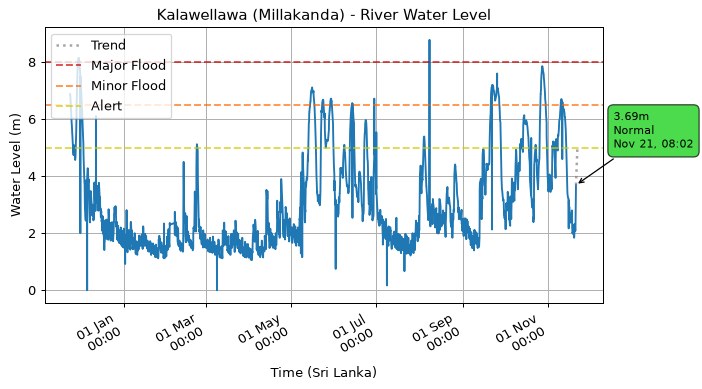 Kalawellawa (Millakanda) - River Water Level
Trend
Major Flood
Minor Flood
Alert
3.69m
Normal
Nov 21, 08:02
Water Level (m)
8
6
4
2
0
01 Jan
00:00
01 Mar
00:00
01 May
00:00
01 Jul
00:00
01 Sep
00:00
01 Nov
00:00
Time (Sri Lanka)